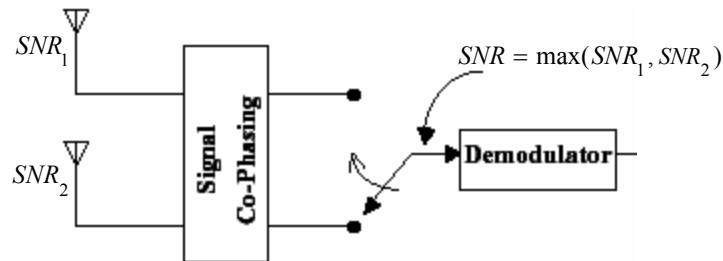 SNR1
SNR2
Signal
Co-Phasing
SNR = max(SNR1, SNR2)
Demodulator